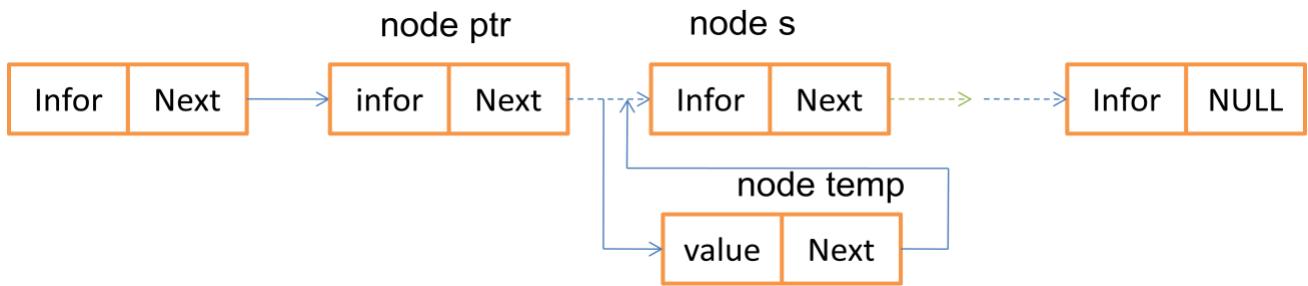 node ptr
node s
Infor Next
infor Next
Infor Next
Infor NULL
node temp
value Next